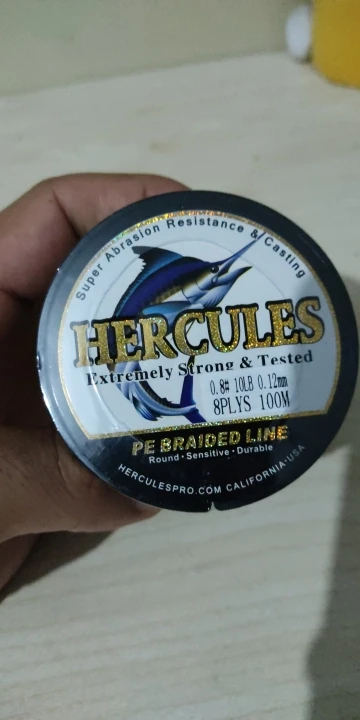 Super Abrasion Resistance & Casting
HERCULES
Extremely Strong & Tested
0.8# 10LB 0.12mm
8PLYS 100M
PE BRAIDED LINE
Round · Sensitive · Durable
HERCULESPRO.COM CALIFORNIA · USA